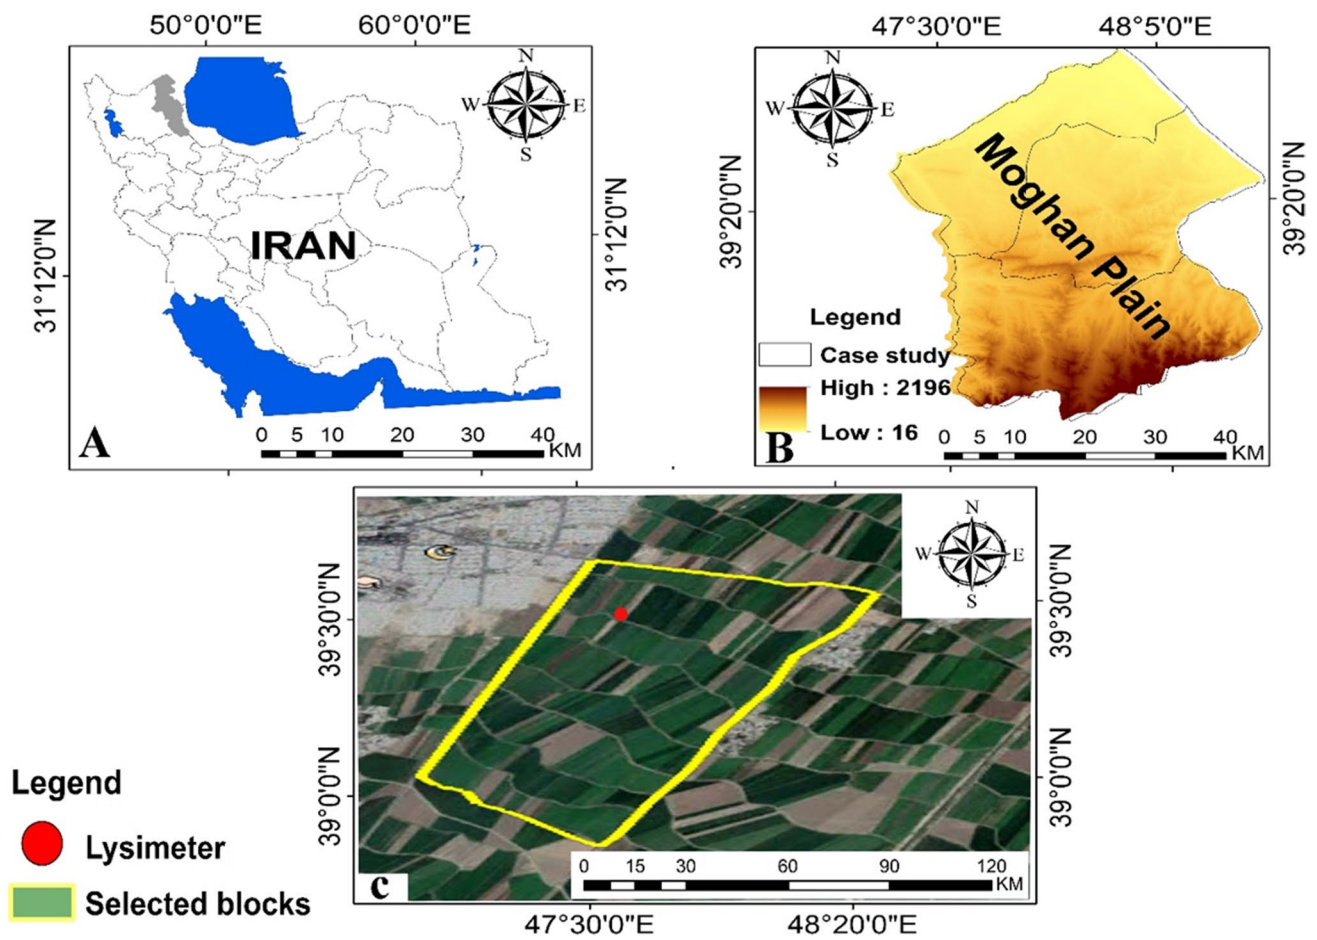 50°0'0"E 60°0'0"E
N
W E
S
31°12'0"N
31°12'0"N
IRAN
A
0 5 10 20 30 40
KM
47°30'0"E 48°5'0"E
N
W E
S
39°20'0"N
39°20'0"N
Moghan Plain
Legend
Case study
High : 2196
Low : 16
B
0 5 10 20 30 40
KM
N
W E
S
39°30'0"N
39°30'0"N
39°0'0"N
39°0'0"N
c
0 15 30 60 90 120
KM
47°30'0"E 48°20'0"E
Legend
Lysimeter
Selected blocks